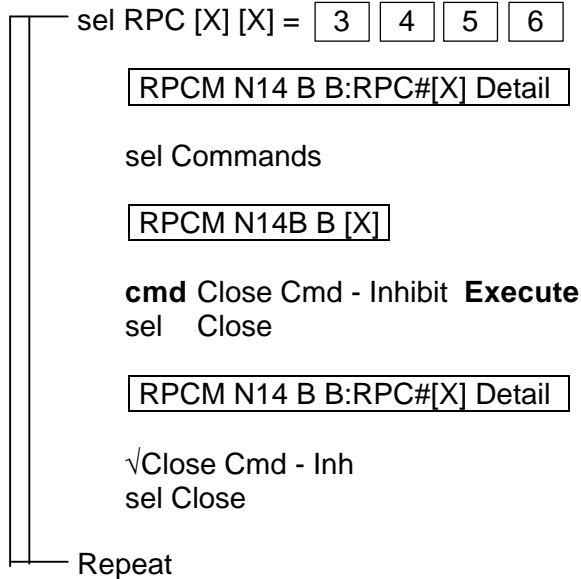 sel RPC [X] [X] = 3 4 5 6
RPCM N14 B B:RPC#[X] Detail
sel Commands
RPCM N14B B [X]
cmd Close Cmd - Inhibit Execute
sel Close
RPCM N14 B B:RPC#[X] Detail
√Close Cmd - Inh
sel Close
Repeat